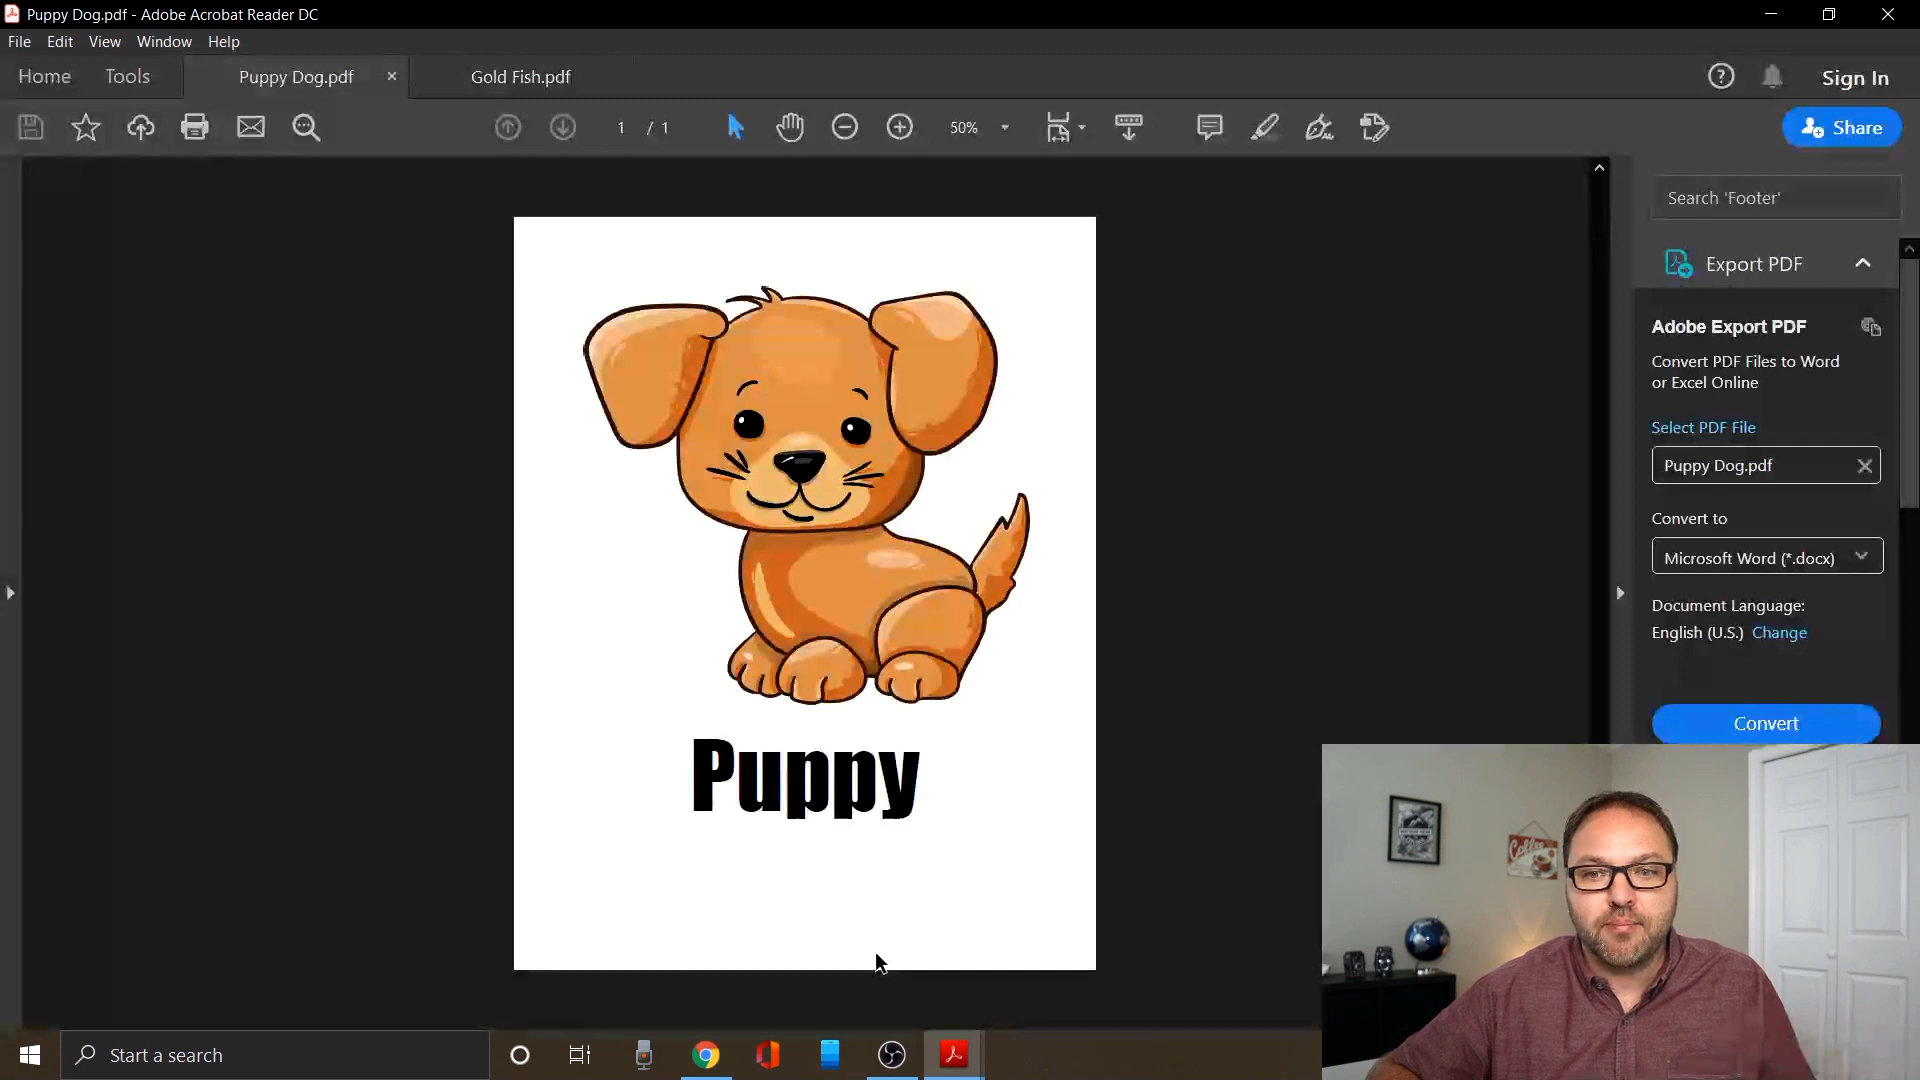 Puppy Dog.pdf - Adobe Acrobat Reader DC
File Edit View Window Help
Home Tools Puppy Dog.pdf × Gold Fish.pdf
Sign In
1 / 1
50%
Share
Search 'Footer'
Export PDF
Adobe Export PDF
Convert PDF Files to Word
or Excel Online
Select PDF File
Puppy Dog.pdf
Convert to
Microsoft Word (*.docx)
Document Language:
English (U.S.) Change
Convert
Puppy
Coffee
Start a search